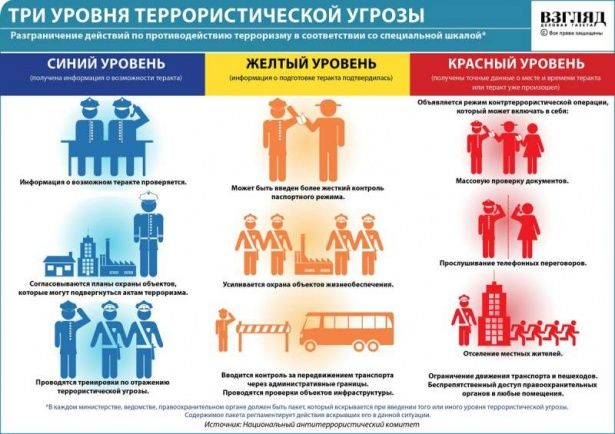 ТРИ УРОВНЯ ТЕРРОРИСТИЧЕСКОЙ УГРОЗЫ
Разграничение действий по противодействию терроризму в соответствии со специальной шкалой*
ВЗГЛЯД
ДЕЛОВАЯ ГАЗЕТА
© Все права защищены
СИНИЙ УРОВЕНЬ
(получена информация о возможности теракта)
Информация о возможном теракте проверяется.
Согласовываются планы охраны объектов,
которые могут подвергнуться актам терроризма.
Проводятся тренировки по отражению
террористической угрозы.
ЖЕЛТЫЙ УРОВЕНЬ
(информация о подготовке теракта подтвердилась)
Может быть введен более жесткий контроль
паспортного режима.
Усиливается охрана объектов жизнеобеспечения.
Вводится контроль за передвижением транспорта
через административные границы.
Проводятся проверки объектов инфраструктуры.
КРАСНЫЙ УРОВЕНЬ
(получены точные данные о месте и времени теракта
или теракт уже произошел)
Объявляется режим контртеррористической операции,
который может включать в себя:
Массовую проверку документов.
Прослушивание телефонных переговоров.
Отселение местных жителей.
Ограничение движения транспорта и пешеходов.
Беспрепятственный доступ правоохранительных
органов в любые помещения.
*В каждом министерстве, ведомстве, правоохранительном органе должен быть пакет, который вскрывается при введении того или иного уровня террористической угрозы.
Содержимое пакета регламентирует действия вскрывших его в данной ситуации.
Источник: Национальный антитеррористический комитет